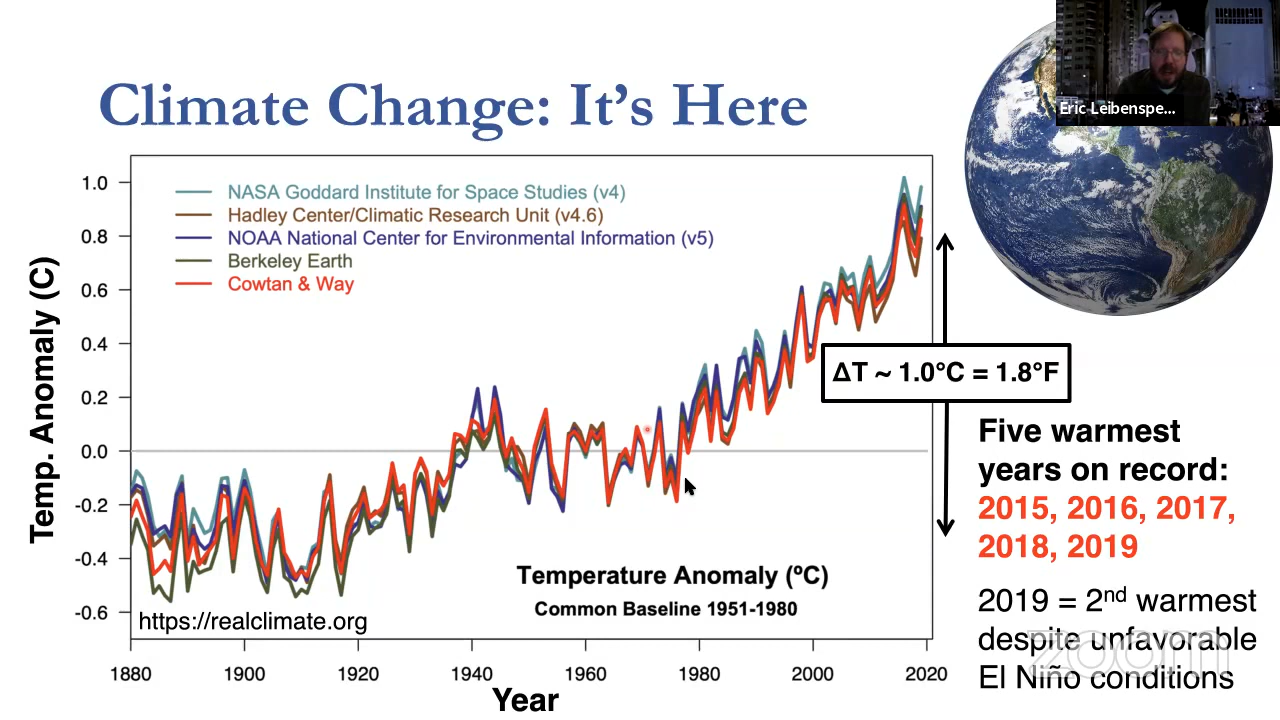 Climate Change: It's Here
Eric Leibenspe...
NASA Goddard Institute for Space Studies (v4)
Hadley Center/Climatic Research Unit (v4.6)
NOAA National Center for Environmental Information (v5)
Berkeley Earth
Cowtan & Way
Temp. Anomaly (C)
1.0
0.8
0.6
0.4
0.2
0.0
-0.2
-0.4
-0.6
ΔT ~ 1.0°C = 1.8°F
Temperature Anomaly (ºC)
Common Baseline 1951-1980
https://realclimate.org
1880 1900 1920 1940 1960 1980 2000 2020
Year
Five warmest
years on record:
2015, 2016, 2017,
2018, 2019
2019 = 2nd warmest
despite unfavorable
El Niño conditions
zoom